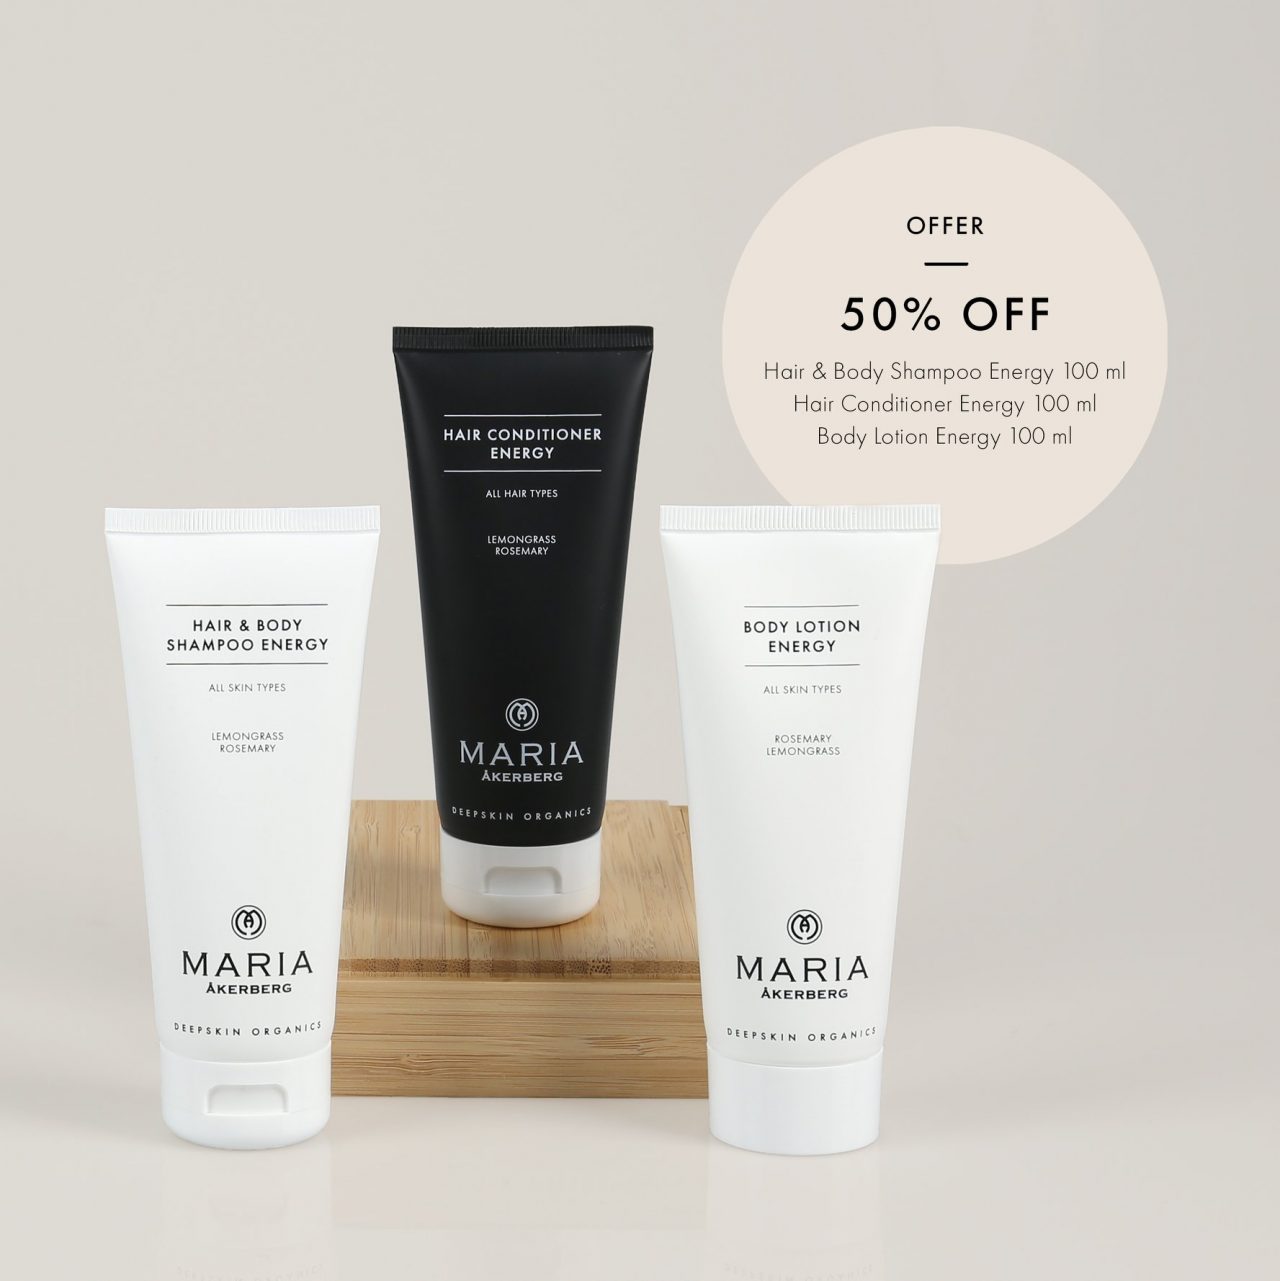 OFFER
50% OFF
Hair & Body Shampoo Energy 100 ml
Hair Conditioner Energy 100 ml
Body Lotion Energy 100 ml
HAIR CONDITIONER
ENERGY
ALL HAIR TYPES
LEMONGRASS
ROSEMARY
MARIA
ÅKERBERG
DEEPSKIN ORGANICS
HAIR & BODY
SHAMPOO ENERGY
ALL SKIN TYPES
LEMONGRASS
ROSEMARY
MARIA
ÅKERBERG
DEEPSKIN ORGANICS
BODY LOTION
ENERGY
ALL SKIN TYPES
ROSEMARY
LEMONGRASS
MARIA
ÅKERBERG
DEEPSKIN ORGANICS